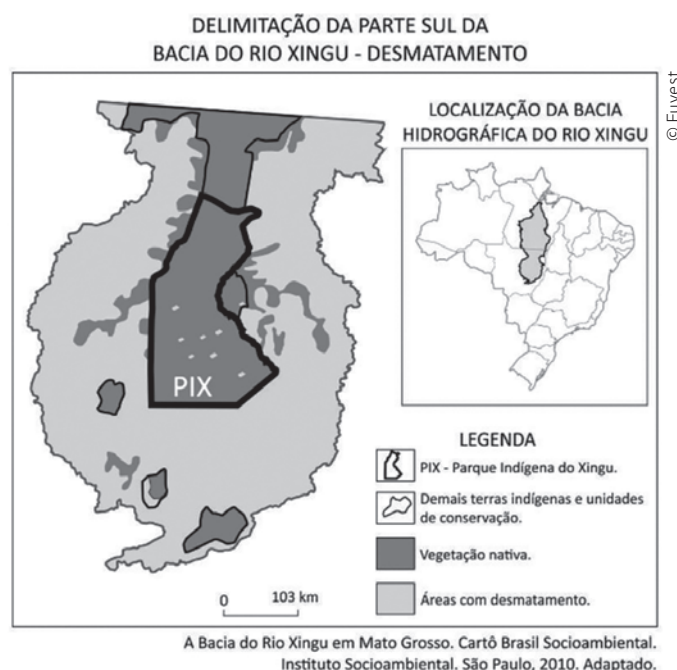 DELIMITAÇÃO DA PARTE SUL DA
BACIA DO RIO XINGU - DESMATAMENTO
© Fuvest
LOCALIZAÇÃO DA BACIA
HIDROGRÁFICA DO RIO XINGU
PIX
LEGENDA
PIX - Parque Indígena do Xingu.
Demais terras indígenas e unidades
de conservação.
Vegetação nativa.
Áreas com desmatamento.
0 103 km
A Bacia do Rio Xingu em Mato Grosso. Cartô Brasil Socioambiental.
Instituto Socioambiental. São Paulo, 2010. Adaptado.